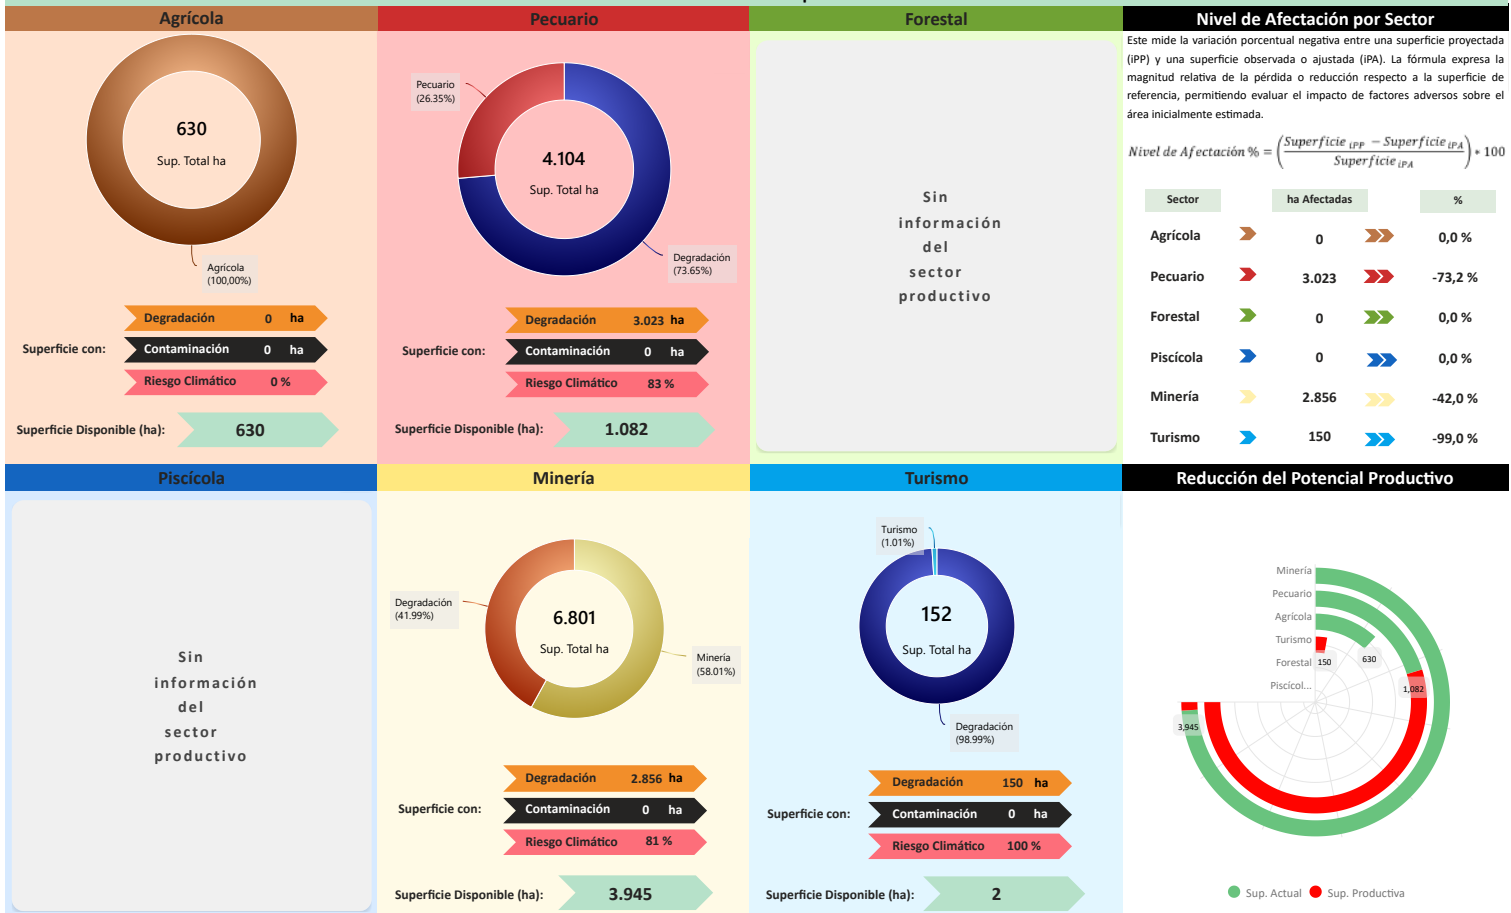 Agrícola
630
Sup. Total ha
Agrícola
(100,00%)
Superficie con:
Degradación 0 ha
Contaminación 0 ha
Riesgo Climático 0 %
Superficie Disponible (ha): 630
Pecuario
Pecuario
(26.35%)
4.104
Sup. Total ha
Degradación
(73.65%)
Superficie con:
Degradación 3.023 ha
Contaminación 0 ha
Riesgo Climático 83 %
Superficie Disponible (ha): 1.082
Forestal
Sin
información
del
sector
productivo
Nivel de Afectación por Sector
Este mide la variación porcentual negativa entre una superficie proyectada
(iPP) y una superficie observada o ajustada (iPA). La fórmula expresa la
magnitud relativa de la pérdida o reducción respecto a la superficie de
referencia, permitiendo evaluar el impacto de factores adversos sobre el
área inicialmente estimada.
Nivel de Afectación % = (Superficie iPP − Superficie iPA / Superficie iPA) * 100
Sector ha Afectadas %
Agrícola 0 0,0 %
Pecuario 3.023 -73,2 %
Forestal 0 0,0 %
Piscícola 0 0,0 %
Minería 2.856 -42,0 %
Turismo 150 -99,0 %
Piscícola
Sin
información
del
sector
productivo
Minería
Degradación
(41.99%)
6.801
Sup. Total ha
Minería
(58.01%)
Superficie con:
Degradación 2.856 ha
Contaminación 0 ha
Riesgo Climático 81 %
Superficie Disponible (ha): 3.945
Turismo
Turismo
(1.01%)
152
Sup. Total ha
Degradación
(98.99%)
Superficie con:
Degradación 150 ha
Contaminación 0 ha
Riesgo Climático 100 %
Superficie Disponible (ha): 2
Reducción del Potencial Productivo
Minería
Pecuario
Agrícola
Turismo
Forestal
Piscícol...
150
630
1,082
3,945
Sup. Actual
Sup. Productiva